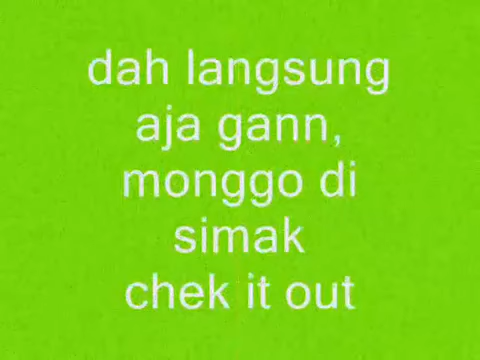 dah langsung
aja gann,
monggo di
simak
chek it out